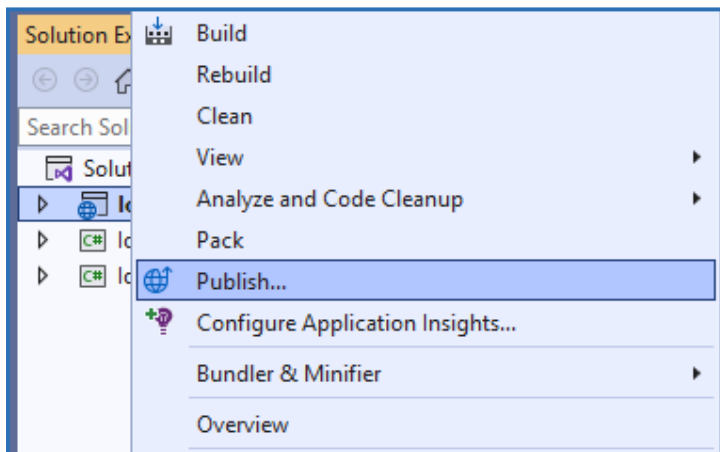 Solution Ex
Build
Rebuild
Search Sol
Clean
Solut
View
Analyze and Code Cleanup
C#
Pack
C#
Publish...
Configure Application Insights...
Bundler & Minifier
Overview